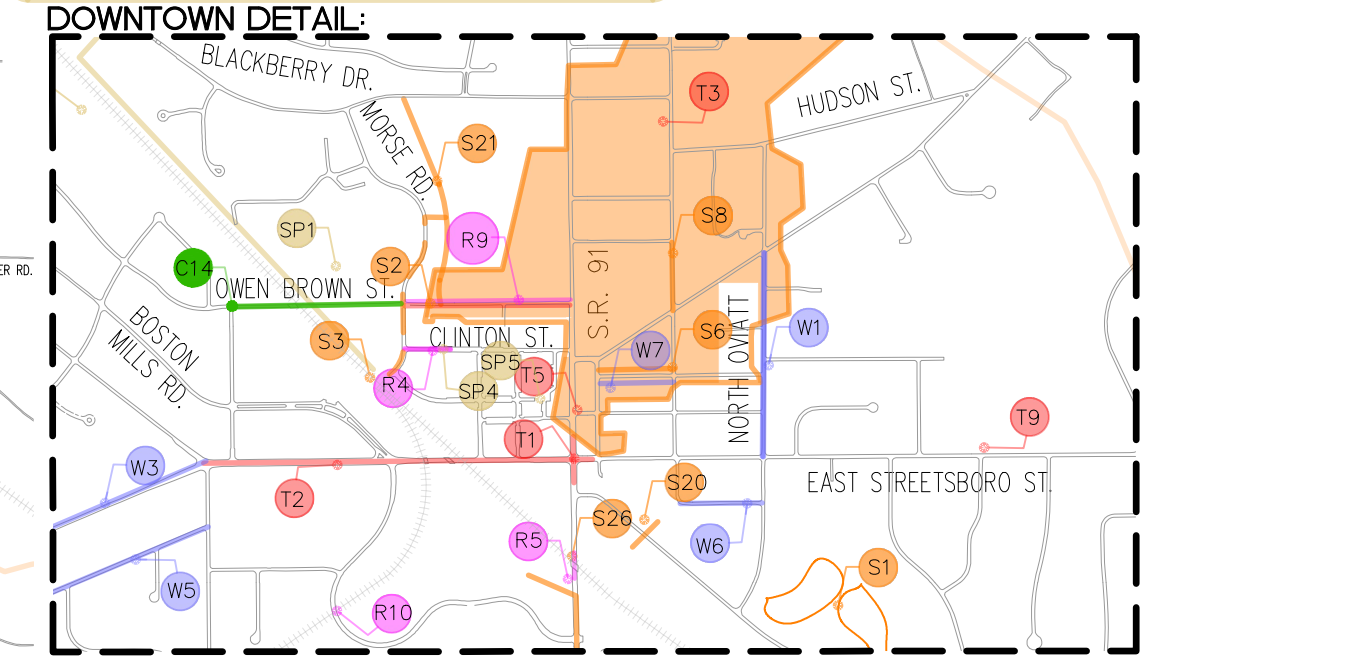 DOWNTOWN DETAIL:
BLACKBERRY DR.
T3
HUDSON ST.
MORSE RD.
S21
SP1
R9
S8
C14
S2
ER RD.
OWEN BROWN ST.
S.R. 91
BOSTON
MILLS RD.
S3
CLINTON ST.
W7
S6
NORTH OVIATT
W1
SP5
T5
R4
SP4
T9
T1
W3
T2
S20
EAST STREETSBORO ST.
S26
R5
W6
S1
W5
R10